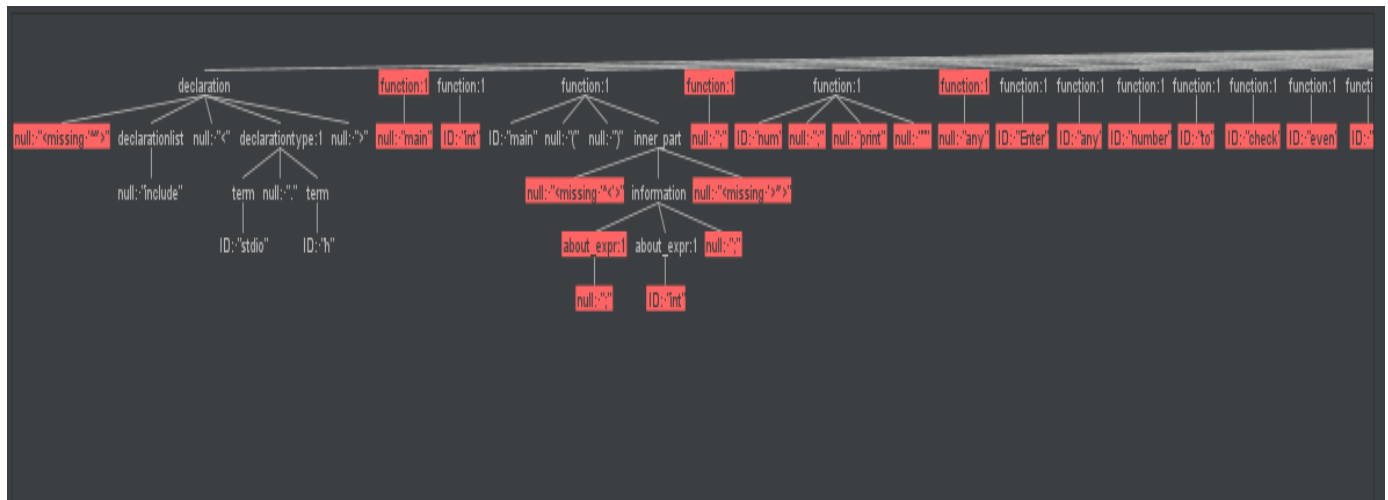 declaration function:1 function:1 function:1 function:1 function:1 function:1 function:1 function:1 function:1 function:1 function:1 function:1
null:·"<missing·'^'" '>" declarationlist null:·"<" declarationtype:1 null:·">" null:·"main" ID:·"int" ID:·"main" null:·"(" null:·")" inner_part null:·";" ID:·"num" null:·";" null:·"print" null:·"""" null:·"any" ID:·"Enter" ID:·"any" ID:·"number" ID:·"to" ID:·"check" ID:·"even"
null:·"include" term null:·"." term null:·"<missing·'^<'>" information null:·"<missing·'>^'>"
ID:·"stdio" ID:·"h" about_expr:1 about_expr:1 null:·";"
null:·";" ID:·"int"